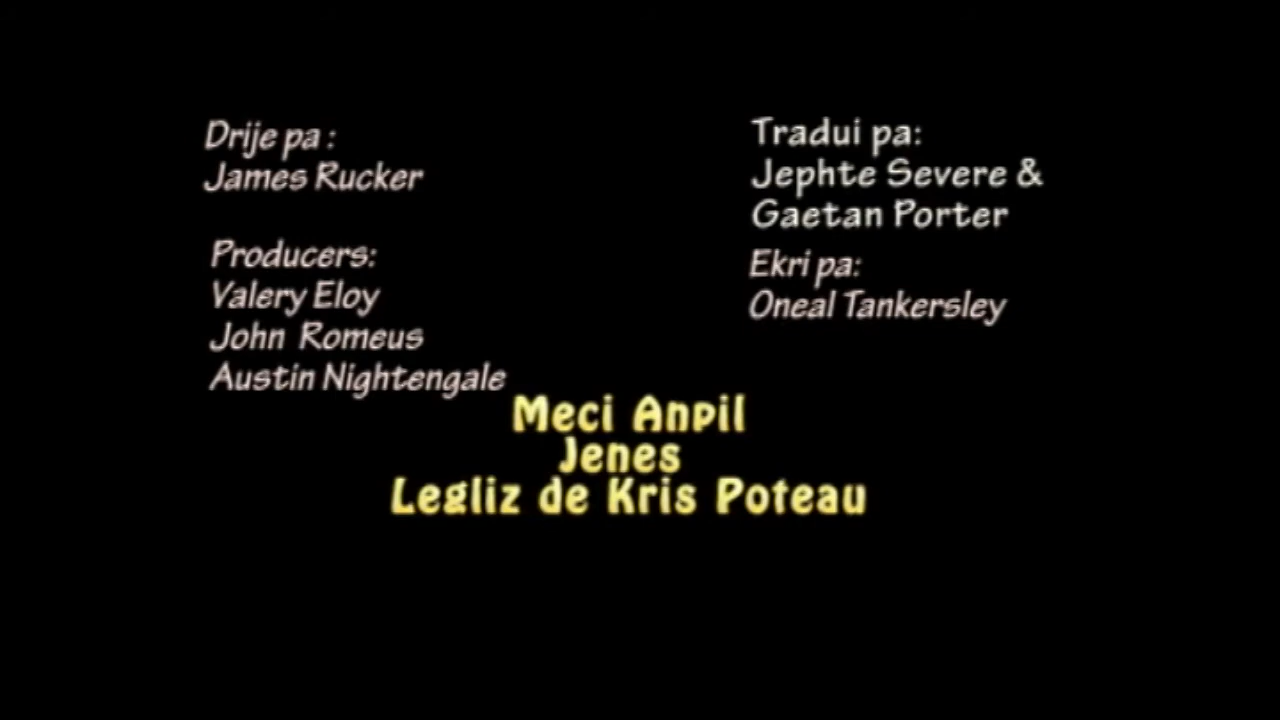 Drije pa :
James Rucker
Producers:
Valery Eloy
John Romeus
Austin Nightengale
Tradui pa:
Jephte Severe &
Gaetan Porter
Ekri pa:
Oneal Tankersley
Meci Anpil
Jenes
Legliz de Kris Poteau